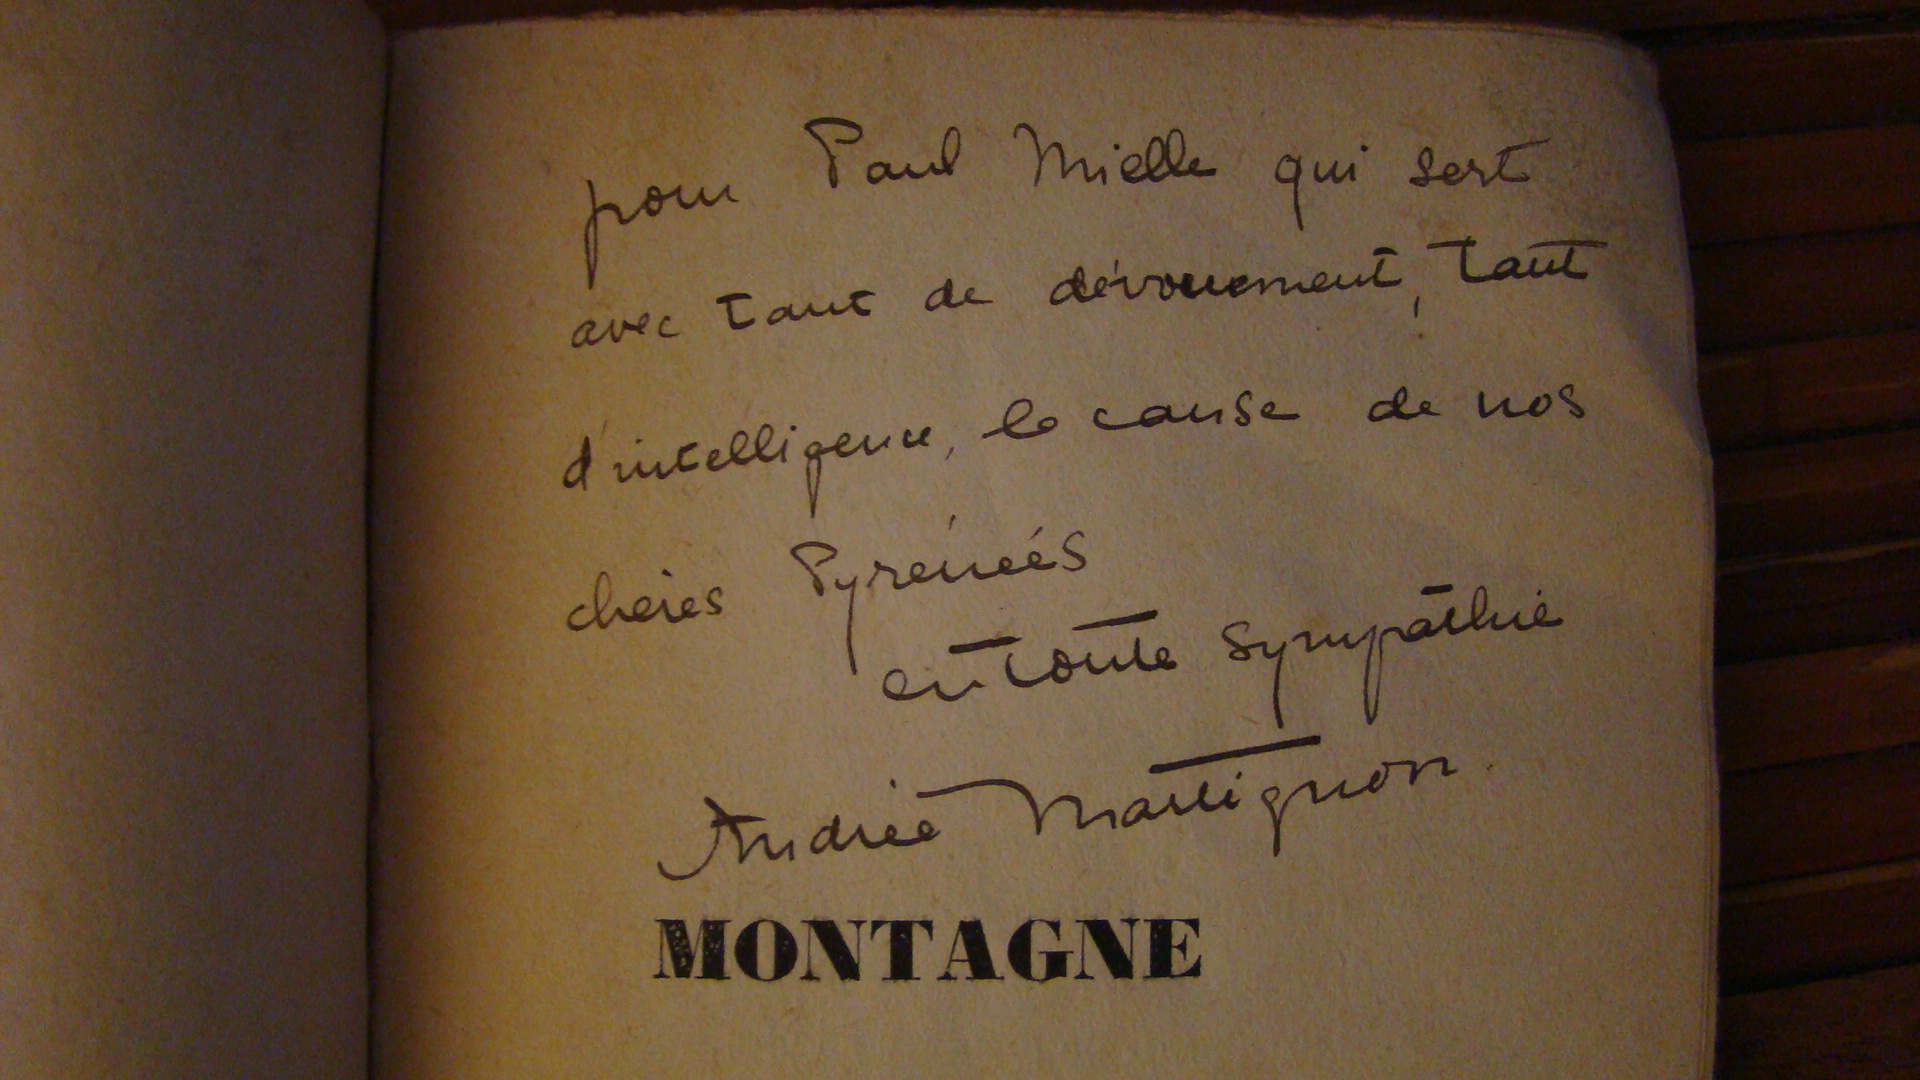 pour Paul Mielle qui sert
avec tant de dévouement, tant
d'intelligence, la cause de nos
chères Pyrénées
en toute sympathie
Andrée Martignon.
MONTAGNE